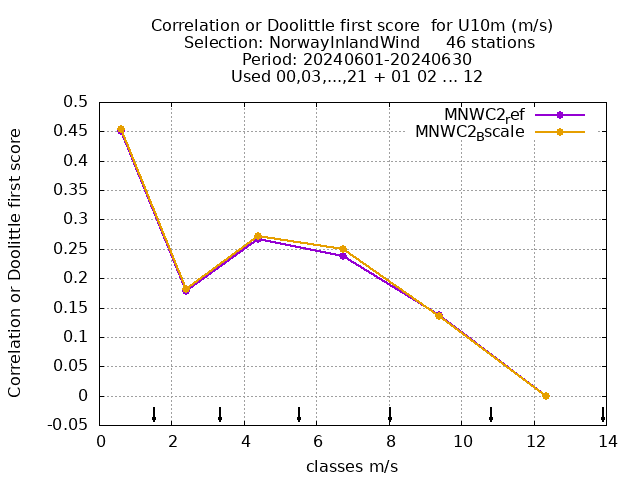 Correlation or Doolittle first score  for U10m (m/s)
Selection: NorwayInlandWind     46 stations
Period: 20240601-20240630
Used 00,03,...,21 + 01 02 ... 12
Correlation or Doolittle first score
0.5
0.45
0.4
0.35
0.3
0.25
0.2
0.15
0.1
0.05
0
-0.05
MNWC2ref
MNWC2Bscale
0 2 4 6 8 10 12 14
classes m/s